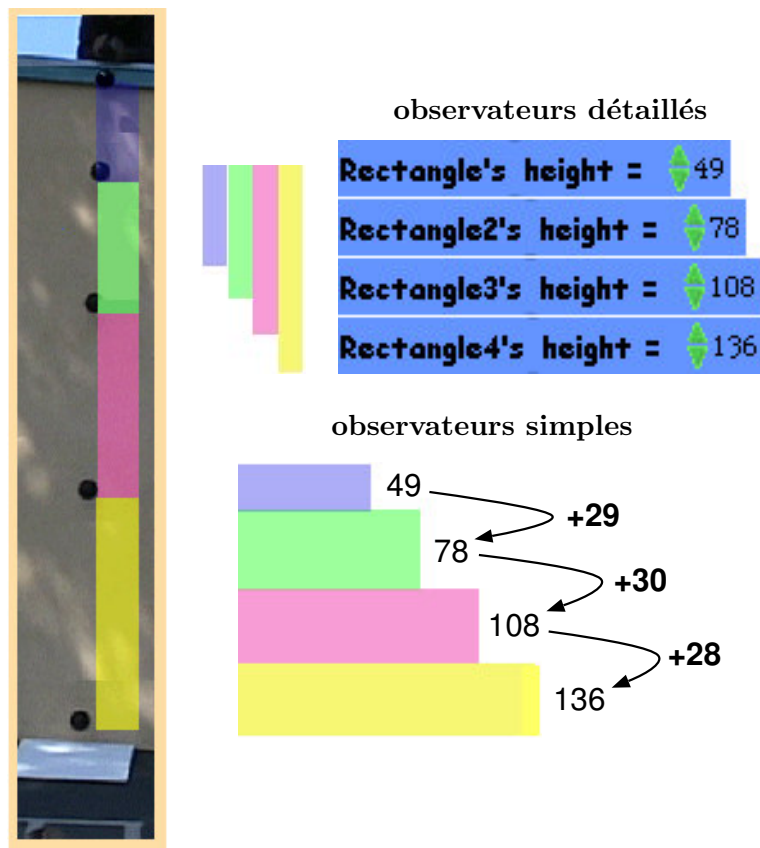 observateurs détaillés
Rectangle's height = 49
Rectangle2's height = 78
Rectangle3's height = 108
Rectangle4's height = 136
observateurs simples
49
+29
78
+30
108
+28
136